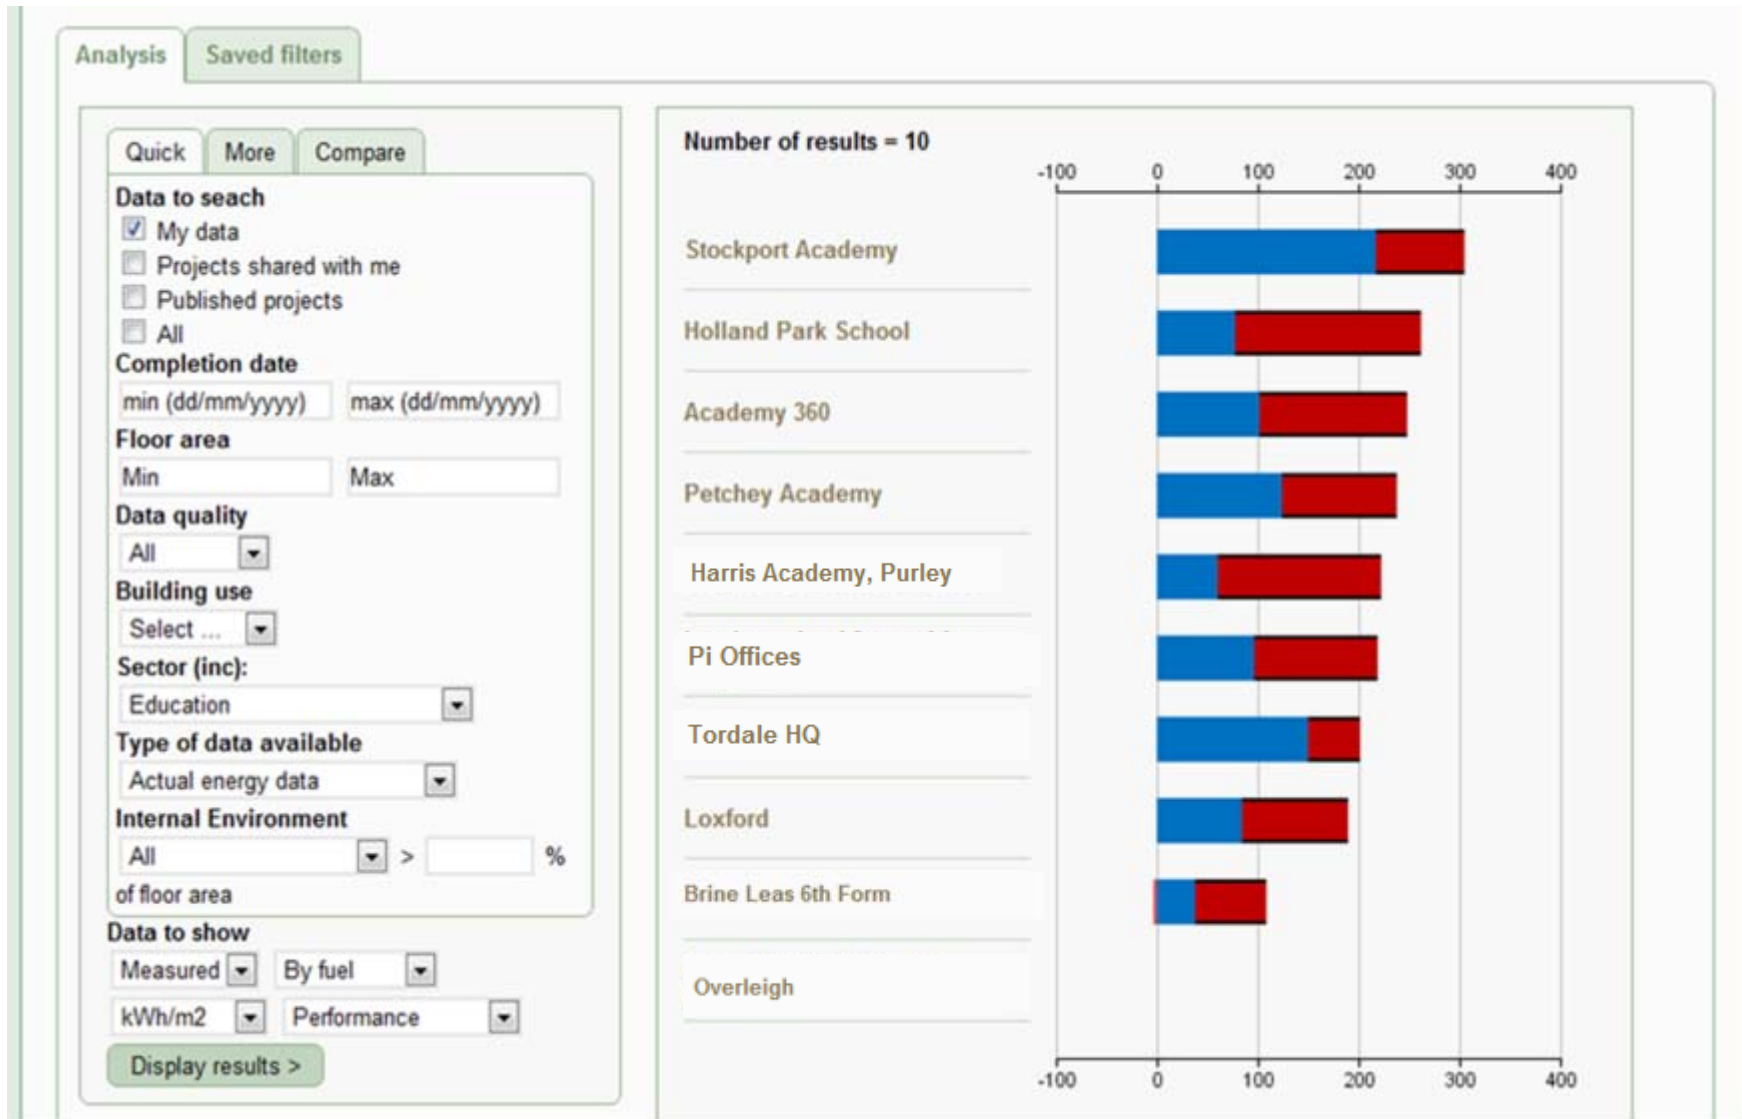 Analysis
Saved filters
Quick
More
Compare
Data to seach
My data
Projects shared with me
Published projects
All
Completion date
min (dd/mm/yyyy)
max (dd/mm/yyyy)
Floor area
Min
Max
Data quality
All
Building use
Select ...
Sector (inc):
Education
Type of data available
Actual energy data
Internal Environment
All > %
of floor area
Data to show
Measured
By fuel
kWh/m2
Performance
Display results >
Number of results = 10
-100 0 100 200 300 400
Stockport Academy
Holland Park School
Academy 360
Petchey Academy
Harris Academy, Purley
Pi Offices
Tordale HQ
Loxford
Brine Leas 6th Form
Overleigh
-100 0 100 200 300 400